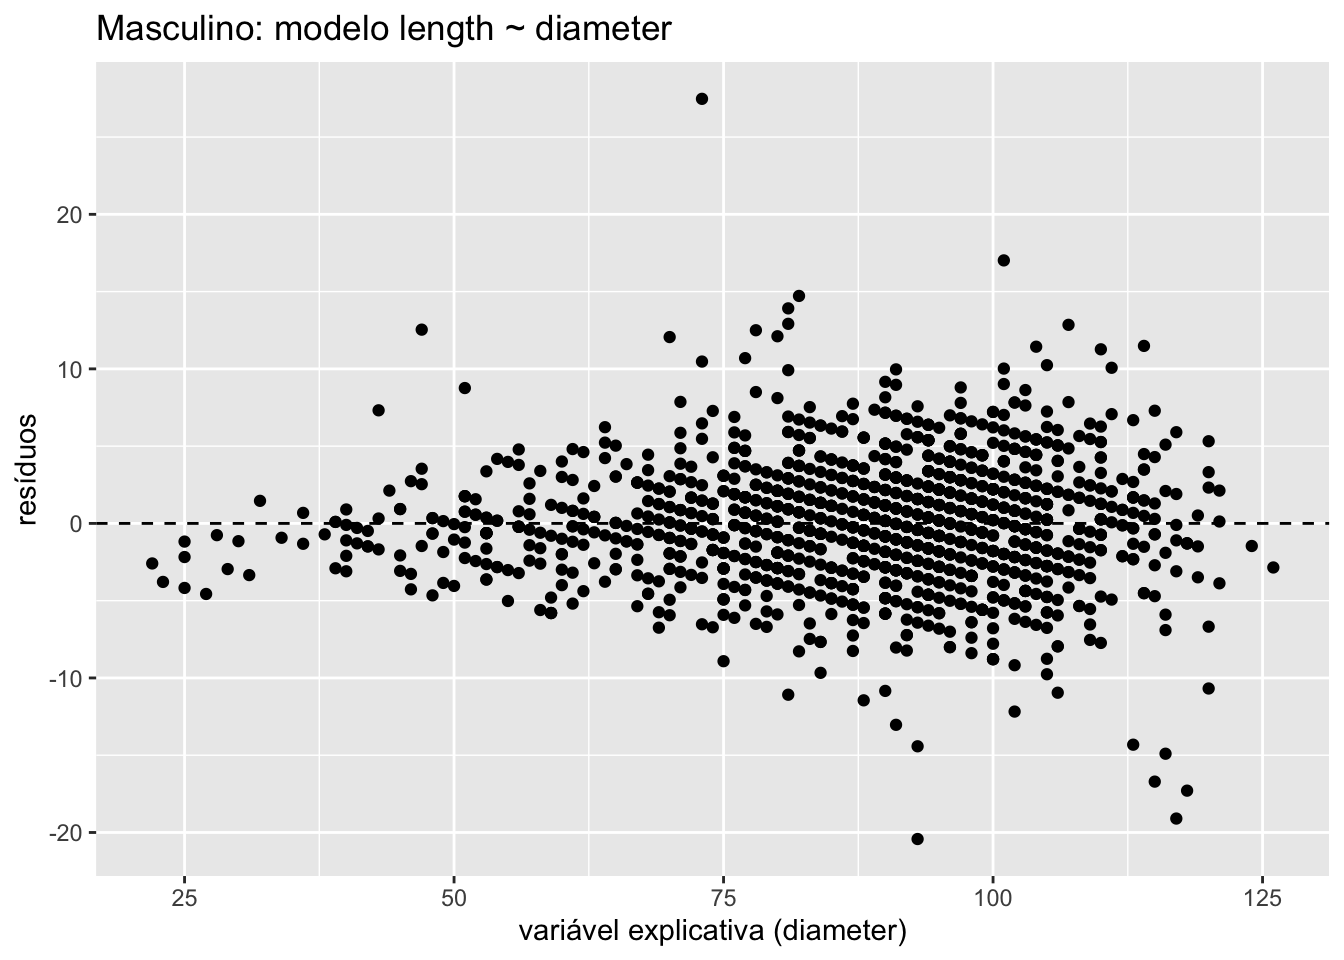 Masculino: modelo length ~ diameter
resíduos
20
10
0
-10
-20
25 50 75 100 125
variável explicativa (diameter)